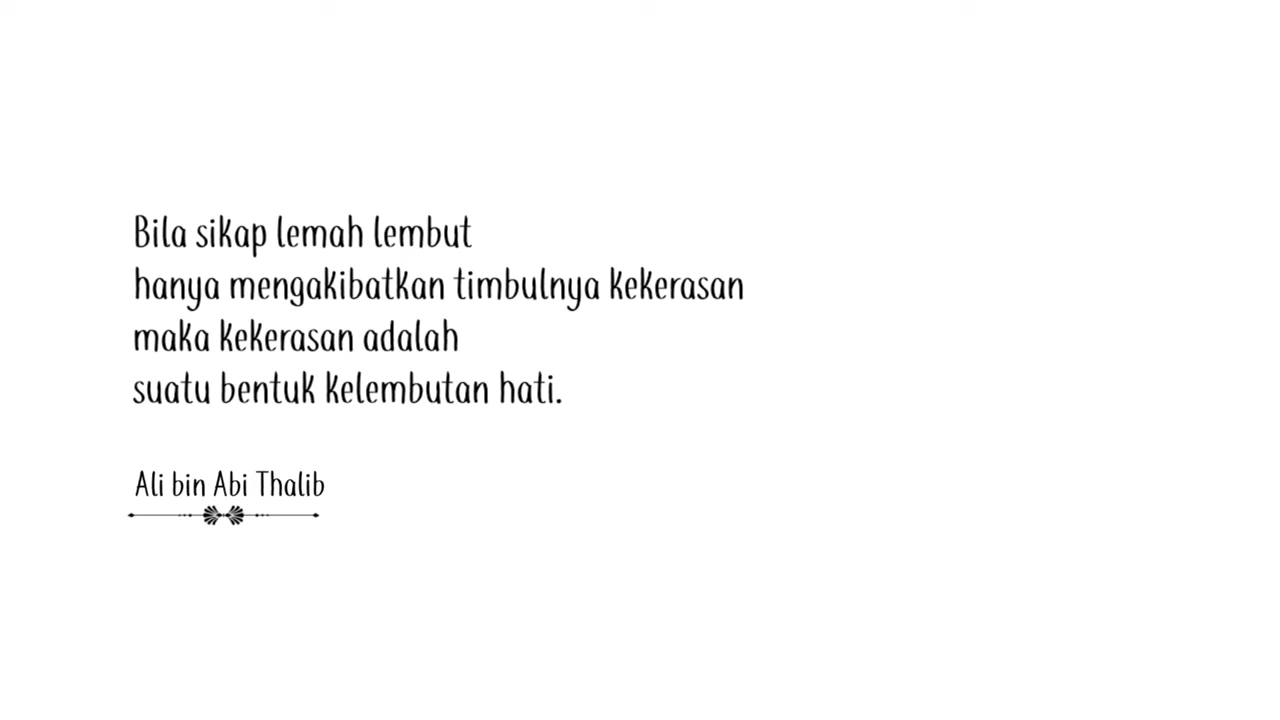 Bila sikap lemah lembut
hanya mengakibatkan timbulnya kekerasan
maka kekerasan adalah
suatu bentuk kelembutan hati.
Ali bin Abi Thalib